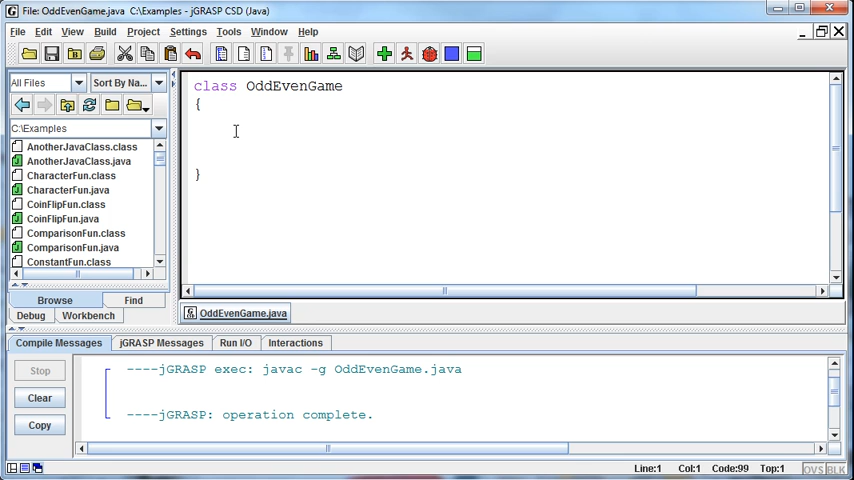 File: OddEvenGame.java C:\Examples - jGRASP CSD (Java)
File Edit View Build Project Settings Tools Window Help
All Files Sort By Na...
C:\Examples
AnotherJavaClass.class
AnotherJavaClass.java
CharacterFun.class
CharacterFun.java
CoinFlipFun.class
CoinFlipFun.java
ComparisonFun.class
ComparisonFun.java
ConstantFun.class
Browse Find
Debug Workbench
class OddEvenGame
{
}
OddEvenGame.java
Compile Messages jGRASP Messages Run I/O Interactions
Stop
Clear
Copy
----jGRASP exec: javac -g OddEvenGame.java
----jGRASP: operation complete.
Line:1 Col:1 Code:99 Top:1 OVS BLK